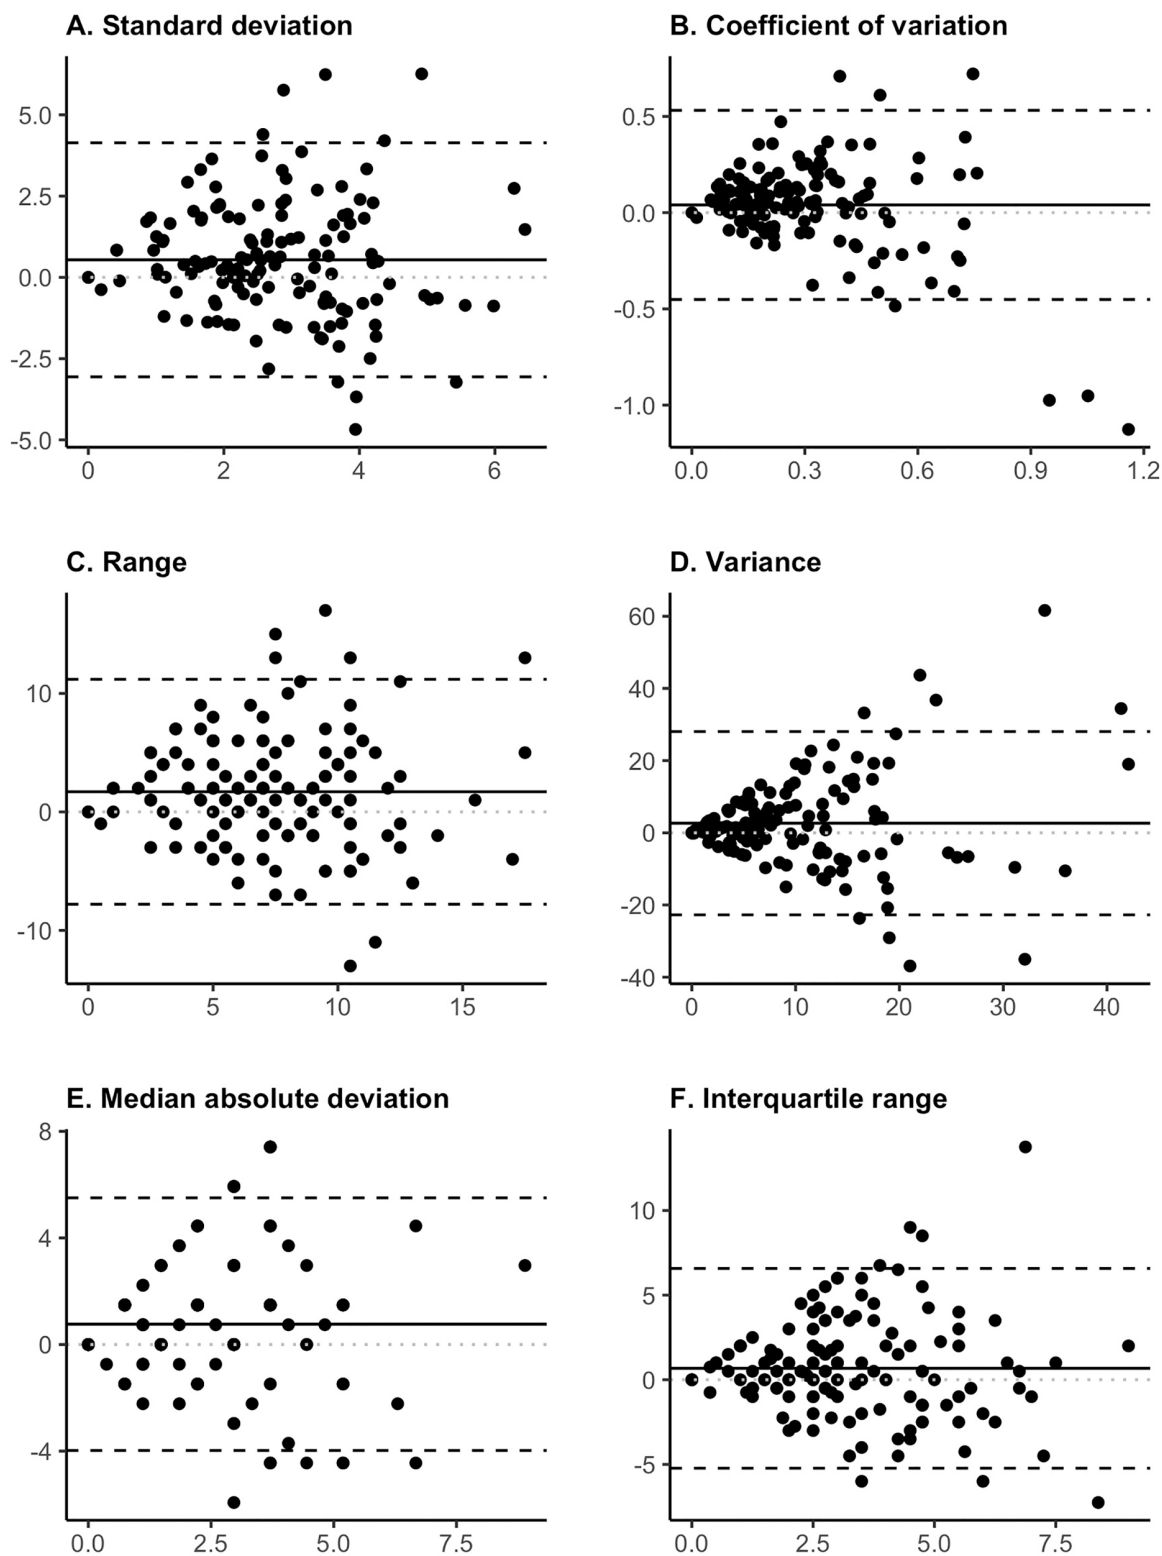 A. Standard deviation
5.0
2.5
0.0
-2.5
-5.0
0 2 4 6
B. Coefficient of variation
0.5
0.0
-0.5
-1.0
0.0 0.3 0.6 0.9 1.2
C. Range
10
0
-10
0 5 10 15
D. Variance
60
40
20
0
-20
-40
0 10 20 30 40
E. Median absolute deviation
8
4
0
-4
0.0 2.5 5.0 7.5
F. Interquartile range
10
5
0
-5
0.0 2.5 5.0 7.5